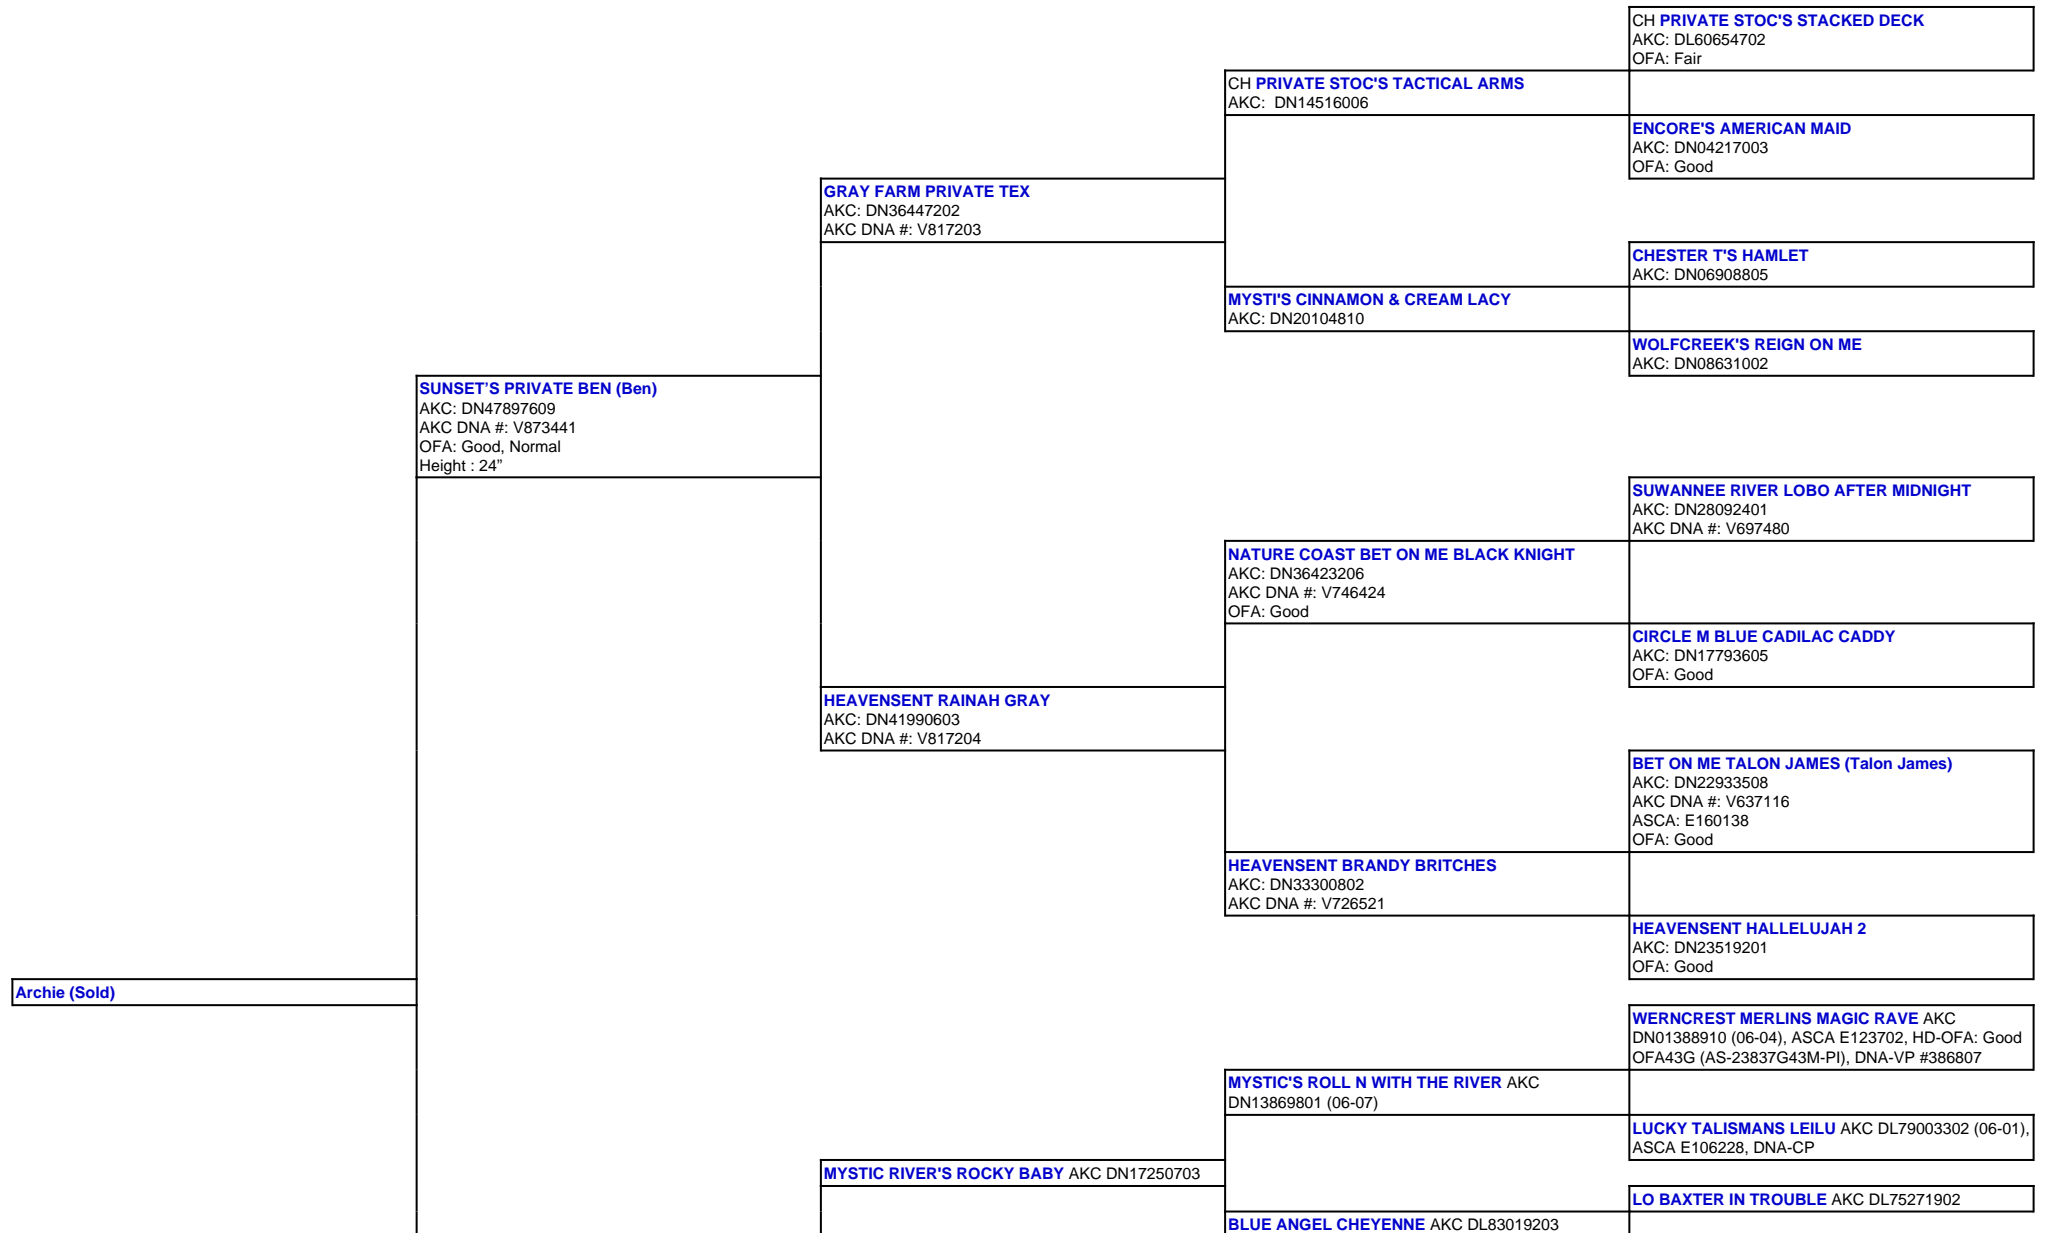 CH PRIVATE STOC'S STACKED DECK
AKC: DL60654702
OFA: Fair
CH PRIVATE STOC'S TACTICAL ARMS
AKC:  DN14516006
ENCORE'S AMERICAN MAID
AKC: DN04217003
OFA: Good
GRAY FARM PRIVATE TEX
AKC: DN36447202
AKC DNA #: V817203
CHESTER T'S HAMLET
AKC: DN06908805
MYSTI'S CINNAMON & CREAM LACY
AKC: DN20104810
WOLFCREEK'S REIGN ON ME
AKC: DN08631002
SUNSET’S PRIVATE BEN (Ben)
AKC: DN47897609
AKC DNA #: V873441
OFA: Good, Normal
Height : 24”
SUWANNEE RIVER LOBO AFTER MIDNIGHT
AKC: DN28092401
AKC DNA #: V697480
NATURE COAST BET ON ME BLACK KNIGHT
AKC: DN36423206
AKC DNA #: V746424
OFA: Good
CIRCLE M BLUE CADILAC CADDY
AKC: DN17793605
OFA: Good
HEAVENSENT RAINAH GRAY
AKC: DN41990603
AKC DNA #: V817204
BET ON ME TALON JAMES (Talon James)
AKC: DN22933508
AKC DNA #: V637116
ASCA: E160138
OFA: Good
HEAVENSENT BRANDY BRITCHES
AKC: DN33300802
AKC DNA #: V726521
HEAVENSENT HALLELUJAH 2
AKC: DN23519201
OFA: Good
Archie (Sold)
WERNCREST MERLINS MAGIC RAVE AKC
DN01388910 (06-04), ASCA E123702, HD-OFA: Good
OFA43G (AS-23837G43M-PI), DNA-VP #386807
MYSTIC'S ROLL N WITH THE RIVER AKC
DN13869801 (06-07)
LUCKY TALISMANS LEILU AKC DL79003302 (06-01),
ASCA E106228, DNA-CP
MYSTIC RIVER'S ROCKY BABY AKC DN17250703
LO BAXTER IN TROUBLE AKC DL75271902
BLUE ANGEL CHEYENNE AKC DL83019203